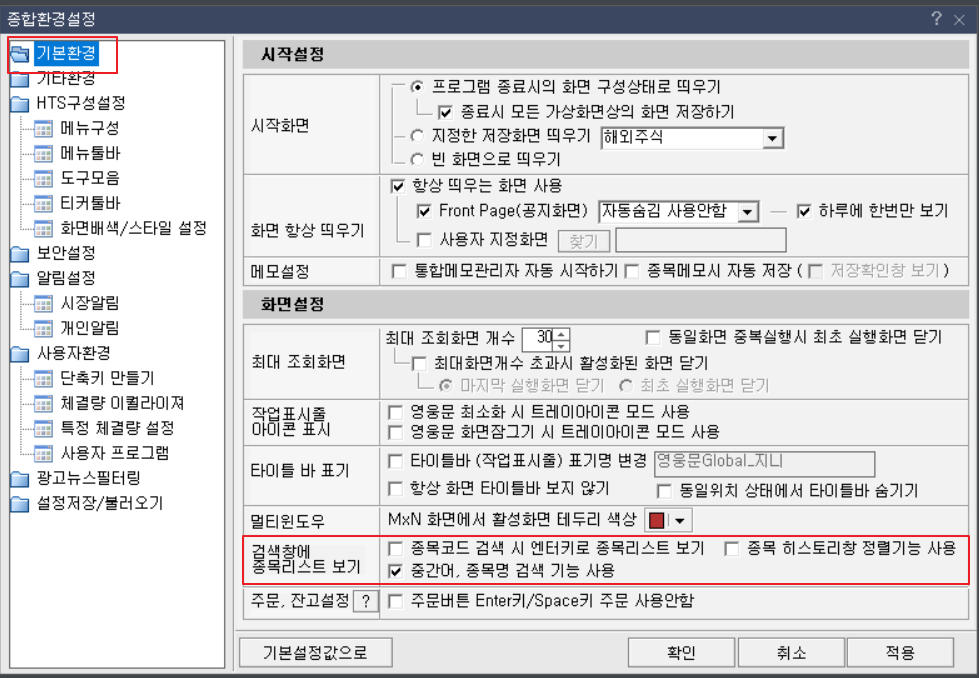 종합환경설정
기본환경
기타환경
HTS구성설정
메뉴구성
메뉴툴바
도구모음
티커툴바
화면배색/스타일 설정
보안설정
알림설정
시장알림
개인알림
사용자환경
단축키 만들기
체결량 이퀄라이져
특정 체결량 설정
사용자 프로그램
광고뉴스필터링
설정저장/불러오기
시작설정
시작화면
프로그램 종료시의 화면 구성상태로 띄우기
종료시 모든 가상화면상의 화면 저장하기
지정한 저장화면 띄우기 해외주식
빈 화면으로 띄우기
화면 항상 띄우기
항상 띄우는 화면 사용
Front Page(공지화면) 자동숨김 사용안함 하루에 한번만 보기
사용자 지정화면 찾기
메모설정 통합메모관리자 자동 시작하기 종목메모시 자동 저장 ( 저장확인창 보기 )
화면설정
최대 조회화면
최대 조회화면 개수 30 동일화면 중복실행시 최초 실행화면 닫기
최대화면개수 초과시 활성화된 화면 닫기
마지막 실행화면 닫기 최초 실행화면 닫기
작업표시줄
아이콘 표시
영웅문 최소화 시 트레이아이콘 모드 사용
영웅문 화면잠그기 시 트레이아이콘 모드 사용
타이틀 바 표기
타이틀바 (작업표시줄) 표기명 변경 영웅문Global_지니
항상 화면 타이틀바 보지 않기 동일위치 상태에서 타이틀바 숨기기
멀티윈도우 MxN 화면에서 활성화면 테두리 색상
검색창에
종목리스트 보기
종목코드 검색 시 엔터키로 종목리스트 보기 종목 히스토리창 정렬기능 사용
중간어, 종목명 검색 기능 사용
주문, 잔고설정 ? 주문버튼 Enter키/Space키 주문 사용안함
기본설정값으로 확인 취소 적용